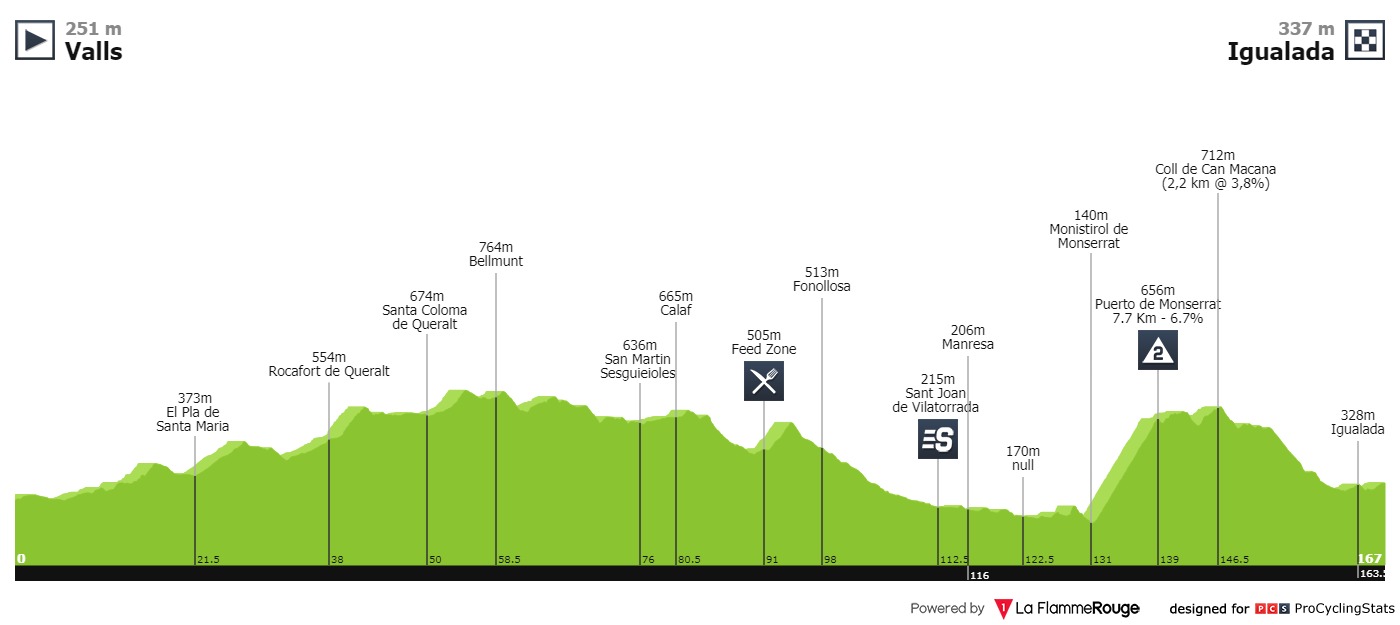 251 m
Valls
337 m
Igualada
373m
El Pla de
Santa Maria
554m
Rocafort de Queralt
674m
Santa Coloma
de Queralt
764m
Bellmunt
636m
San Martin
Sesguieioles
665m
Calaf
505m
Feed Zone
513m
Fonollosa
215m
Sant Joan
de Vilatorrada
S
206m
Manresa
170m
null
140m
Monistirol de
Monserrat
656m
Puerto de Monserrat
7.7 Km - 6.7%
2
712m
Coll de Can Macana
(2,2 km @ 3,8%)
328m
Igualada
0 21.5 38 50 58.5 76 80.5 91 98 112.5 122.5 131 139 146.5 167
116 163.5
Powered by 1 La FlammeRouge designed for PCS ProCyclingStats